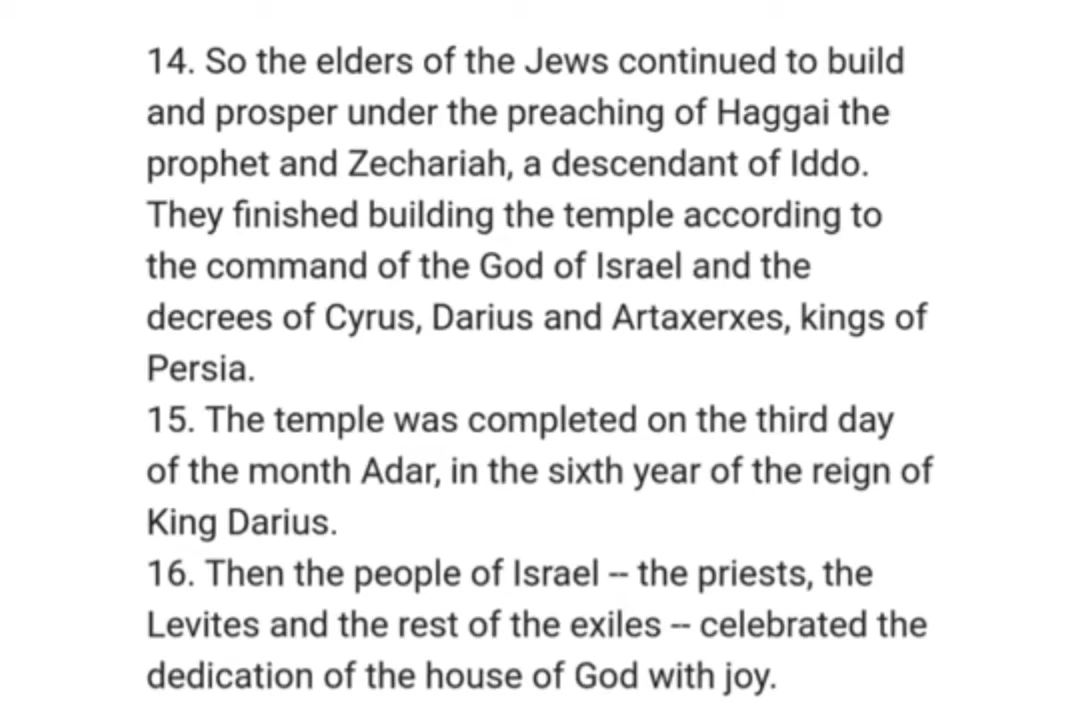 14. So the elders of the Jews continued to build
and prosper under the preaching of Haggai the
prophet and Zechariah, a descendant of Iddo.
They finished building the temple according to
the command of the God of Israel and the
decrees of Cyrus, Darius and Artaxerxes, kings of
Persia.
15. The temple was completed on the third day
of the month Adar, in the sixth year of the reign of
King Darius.
16. Then the people of Israel -- the priests, the
Levites and the rest of the exiles -- celebrated the
dedication of the house of God with joy.